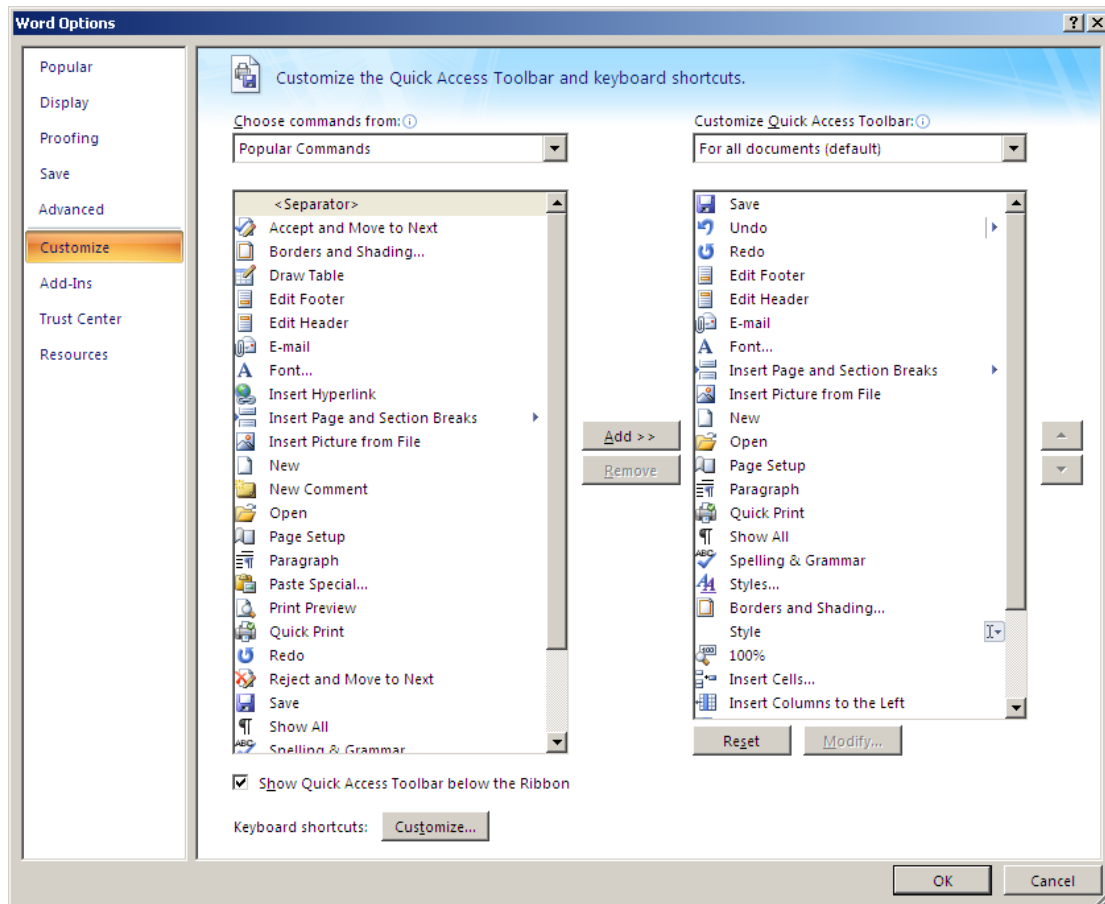 Word Options
Popular
Display
Proofing
Save
Advanced
Customize
Add-Ins
Trust Center
Resources
Customize the Quick Access Toolbar and keyboard shortcuts.
Choose commands from:
Popular Commands
<Separator>
Accept and Move to Next
Borders and Shading...
Draw Table
Edit Footer
Edit Header
E-mail
Font...
Insert Hyperlink
Insert Page and Section Breaks
Insert Picture from File
New
New Comment
Open
Page Setup
Paragraph
Paste Special...
Print Preview
Quick Print
Redo
Reject and Move to Next
Save
Show All
Spelling & Grammar
Add >>
Remove
Customize Quick Access Toolbar:
For all documents (default)
Save
Undo
Redo
Edit Footer
Edit Header
E-mail
Font...
Insert Page and Section Breaks
Insert Picture from File
New
Open
Page Setup
Paragraph
Quick Print
Show All
Spelling & Grammar
Styles...
Borders and Shading...
Style
100%
Insert Cells...
Insert Columns to the Left
Reset
Modify...
Show Quick Access Toolbar below the Ribbon
Keyboard shortcuts:
Customize...
OK
Cancel